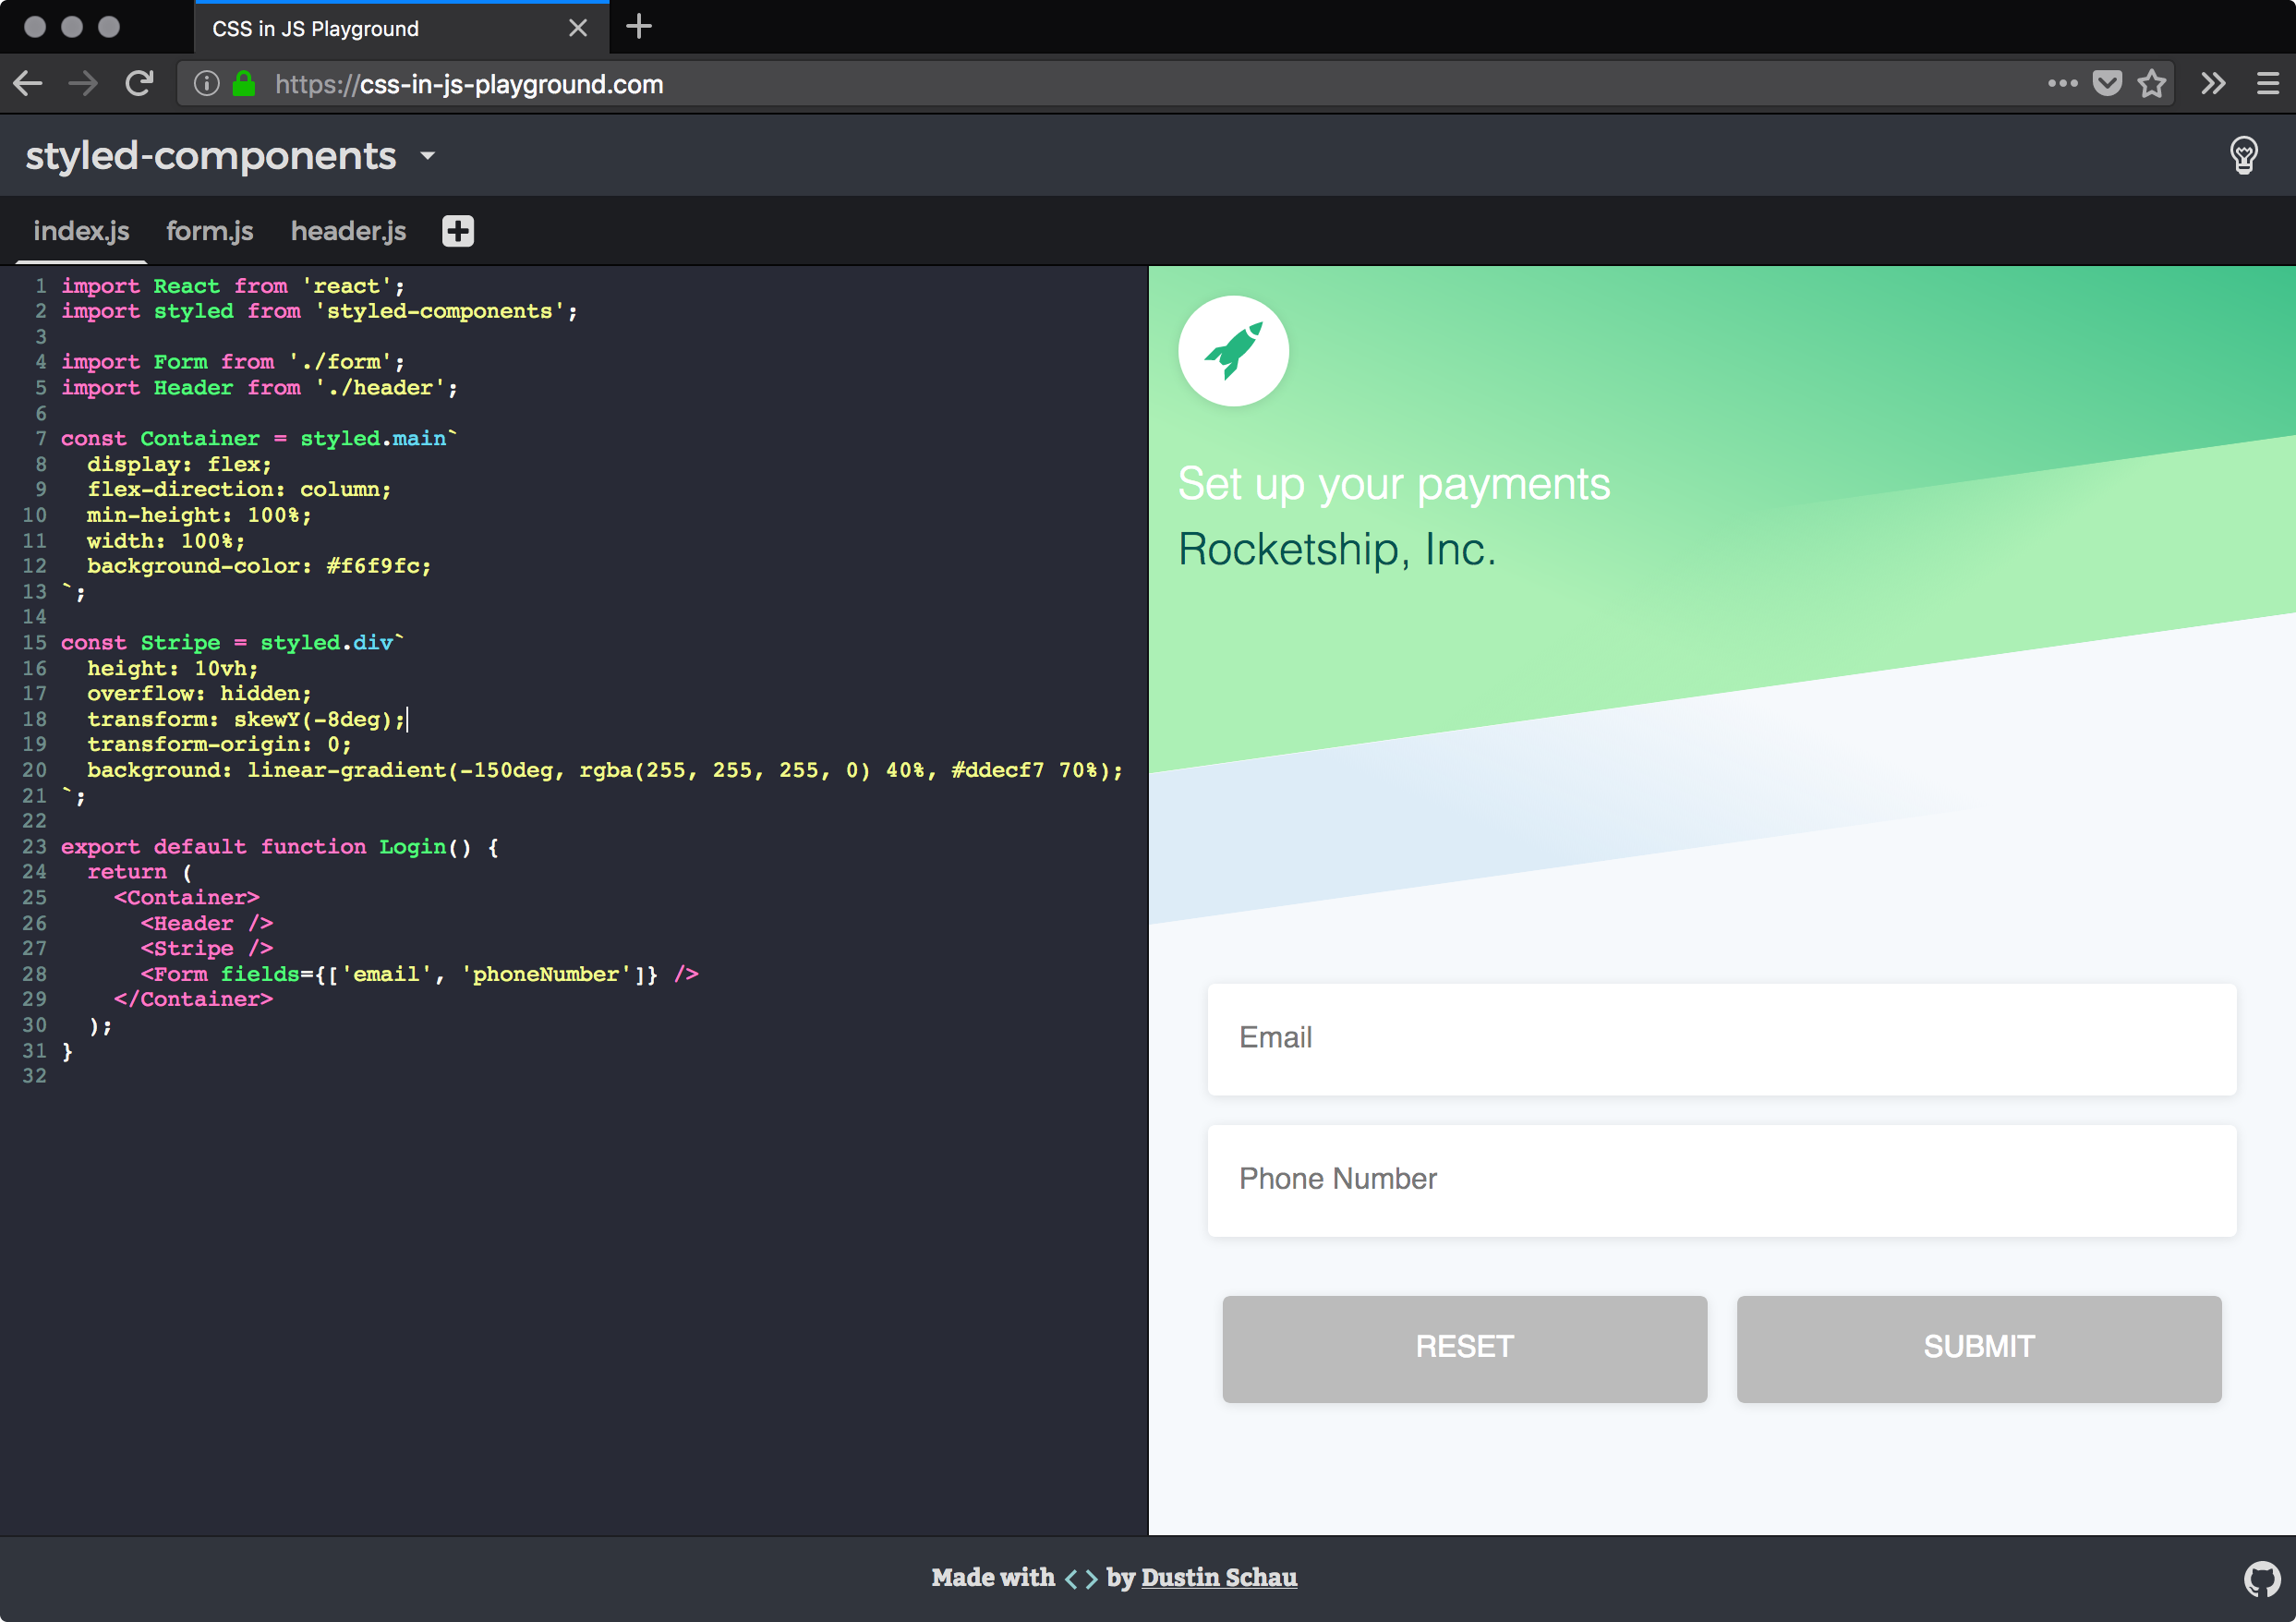 CSS in JS Playground
https://css-in-js-playground.com
styled-components
index.js form.js header.js
1 import React from 'react';
2 import styled from 'styled-components';
3
4 import Form from './form';
5 import Header from './header';
6
7 const Container = styled.main`
8   display: flex;
9   flex-direction: column;
10   min-height: 100%;
11   width: 100%;
12   background-color: #f6f9fc;
13 `;
14
15 const Stripe = styled.div`
16   height: 10vh;
17   overflow: hidden;
18   transform: skewY(-8deg);
19   transform-origin: 0;
20   background: linear-gradient(-150deg, rgba(255, 255, 255, 0) 40%, #ddecf7 70%);
21 `;
22
23 export default function Login() {
24   return (
25     <Container>
26       <Header />
27       <Stripe />
28       <Form fields={['email', 'phoneNumber']} />
29     </Container>
30   );
31 }
32
Set up your payments
Rocketship, Inc.
Email
Phone Number
RESET SUBMIT
Made with <> by Dustin Schau